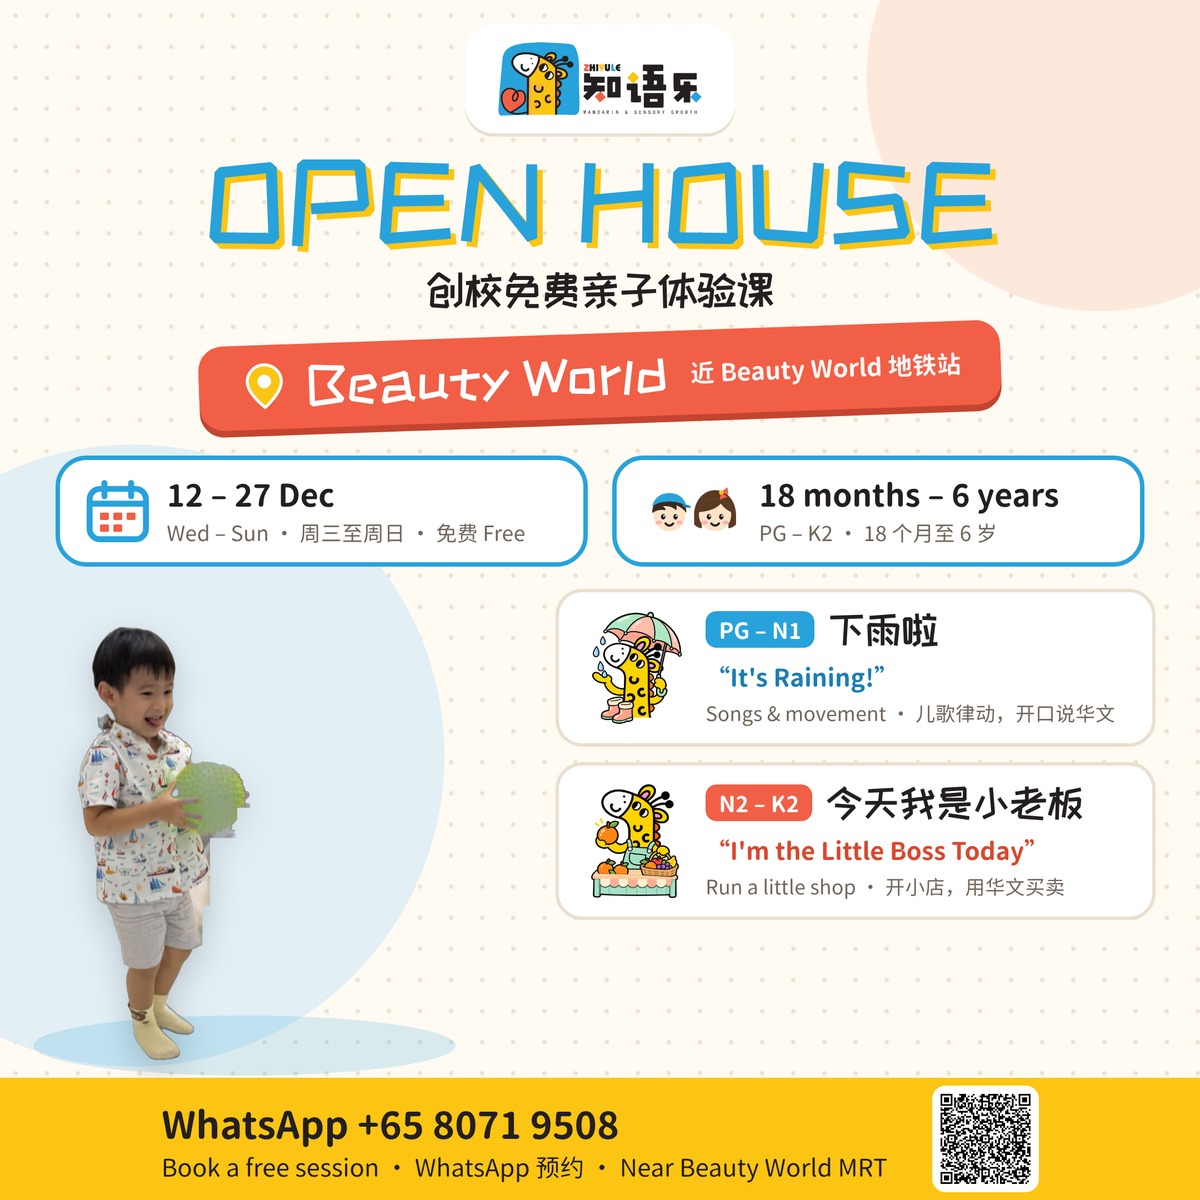 ZHIYULE
知语乐
MANDARIN & SENSORY GROWTH
OPEN HOUSE
创校免费亲子体验课
Beauty World 近 Beauty World 地铁站
12 – 27 Dec
Wed – Sun · 周三至周日 · 免费 Free
18 months – 6 years
PG – K2 · 18 个月至 6 岁
PG – N1 下雨啦
“It's Raining!”
Songs & movement · 儿歌律动，开口说华文
N2 – K2 今天我是小老板
“I'm the Little Boss Today”
Run a little shop · 开小店，用华文买卖
WhatsApp +65 8071 9508
Book a free session · WhatsApp 预约 · Near Beauty World MRT